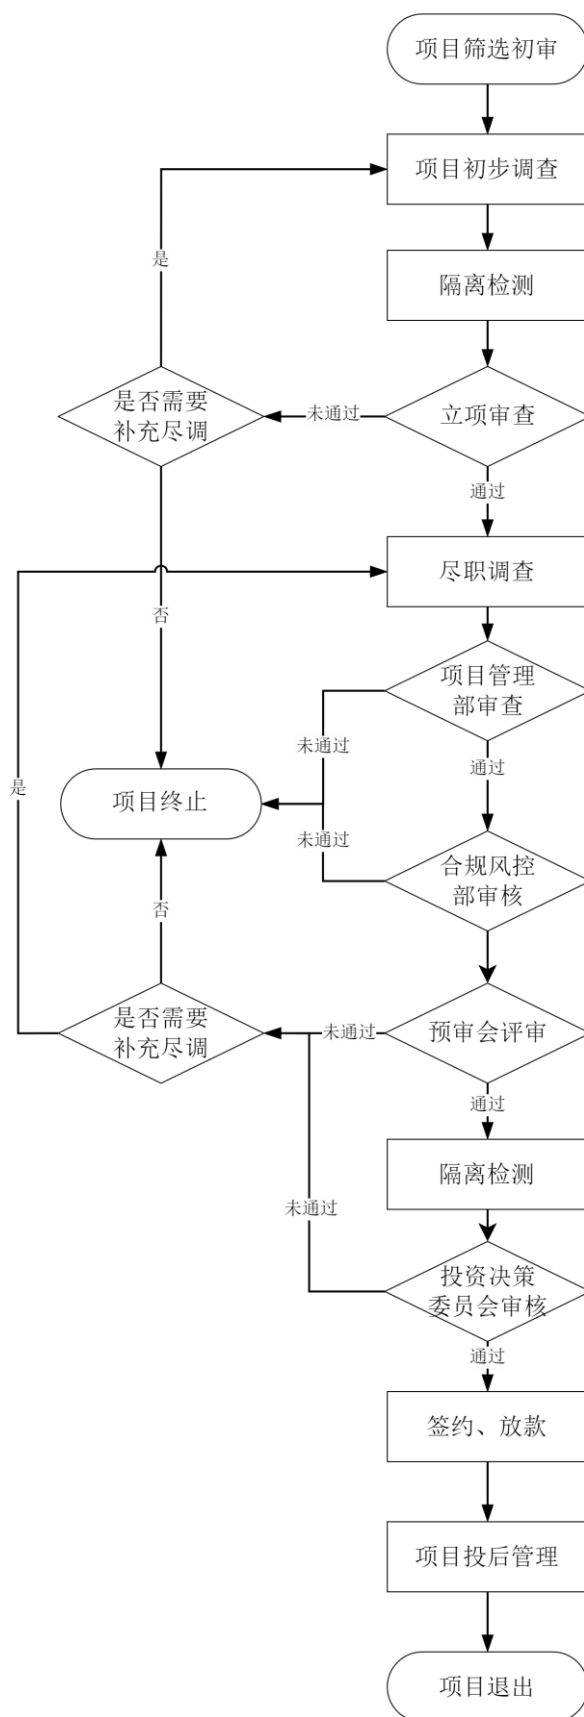 项目筛选初审
项目初步调查
是
隔离检测
是否需要
补充尽调
未通过
立项审查
通过
尽职调查
否
项目管理
部审查
未通过
通过
是
项目终止
未通过
合规风控
部审核
否
是否需要
补充尽调
未通过
预审会评审
通过
隔离检测
未通过
投资决策
委员会审核
通过
签约、放款
项目投后管理
项目退出